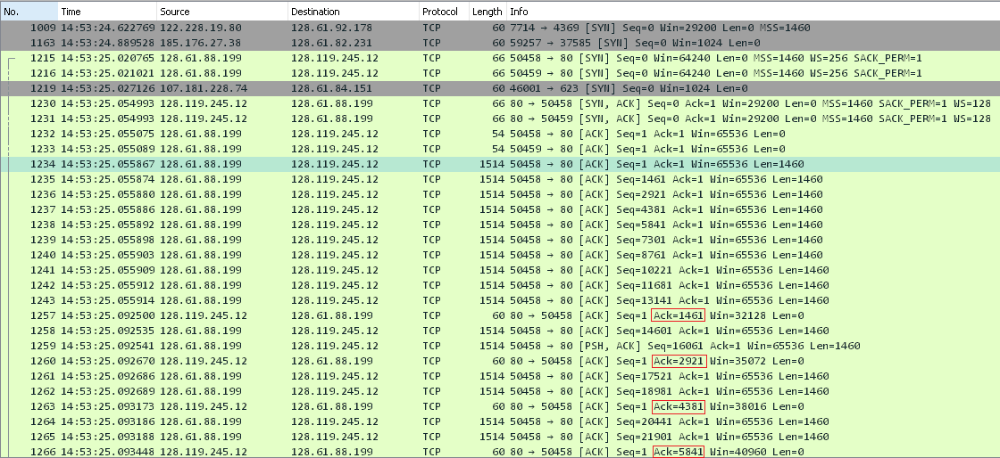 No. Time Source Destination Protocol Length Info
1009 14:53:24.622769 122.228.19.80 128.61.92.178 TCP 60 7714 → 4369 [SYN] Seq=0 Win=29200 Len=0 MSS=1460
1163 14:53:24.889528 185.176.27.38 128.61.82.231 TCP 60 59257 → 37585 [SYN] Seq=0 Win=1024 Len=0
1215 14:53:25.020765 128.61.88.199 128.119.245.12 TCP 66 50458 → 80 [SYN] Seq=0 Win=64240 Len=0 MSS=1460 WS=256 SACK_PERM=1
1216 14:53:25.021021 128.61.88.199 128.119.245.12 TCP 66 50459 → 80 [SYN] Seq=0 Win=64240 Len=0 MSS=1460 WS=256 SACK_PERM=1
1219 14:53:25.027126 107.181.228.74 128.61.84.151 TCP 60 46001 → 623 [SYN] Seq=0 Win=1024 Len=0
1230 14:53:25.054993 128.119.245.12 128.61.88.199 TCP 66 80 → 50458 [SYN, ACK] Seq=0 Ack=1 Win=29200 Len=0 MSS=1460 SACK_PERM=1 WS=128
1231 14:53:25.054993 128.119.245.12 128.61.88.199 TCP 66 80 → 50459 [SYN, ACK] Seq=0 Ack=1 Win=29200 Len=0 MSS=1460 SACK_PERM=1 WS=128
1232 14:53:25.055075 128.61.88.199 128.119.245.12 TCP 54 50458 → 80 [ACK] Seq=1 Ack=1 Win=65536 Len=0
1233 14:53:25.055089 128.61.88.199 128.119.245.12 TCP 54 50459 → 80 [ACK] Seq=1 Ack=1 Win=65536 Len=0
1234 14:53:25.055867 128.61.88.199 128.119.245.12 TCP 1514 50458 → 80 [ACK] Seq=1 Ack=1 Win=65536 Len=1460
1235 14:53:25.055874 128.61.88.199 128.119.245.12 TCP 1514 50458 → 80 [ACK] Seq=1461 Ack=1 Win=65536 Len=1460
1236 14:53:25.055880 128.61.88.199 128.119.245.12 TCP 1514 50458 → 80 [ACK] Seq=2921 Ack=1 Win=65536 Len=1460
1237 14:53:25.055886 128.61.88.199 128.119.245.12 TCP 1514 50458 → 80 [ACK] Seq=4381 Ack=1 Win=65536 Len=1460
1238 14:53:25.055892 128.61.88.199 128.119.245.12 TCP 1514 50458 → 80 [ACK] Seq=5841 Ack=1 Win=65536 Len=1460
1239 14:53:25.055898 128.61.88.199 128.119.245.12 TCP 1514 50458 → 80 [ACK] Seq=7301 Ack=1 Win=65536 Len=1460
1240 14:53:25.055903 128.61.88.199 128.119.245.12 TCP 1514 50458 → 80 [ACK] Seq=8761 Ack=1 Win=65536 Len=1460
1241 14:53:25.055909 128.61.88.199 128.119.245.12 TCP 1514 50458 → 80 [ACK] Seq=10221 Ack=1 Win=65536 Len=1460
1242 14:53:25.055912 128.61.88.199 128.119.245.12 TCP 1514 50458 → 80 [ACK] Seq=11681 Ack=1 Win=65536 Len=1460
1243 14:53:25.055914 128.61.88.199 128.119.245.12 TCP 1514 50458 → 80 [ACK] Seq=13141 Ack=1 Win=65536 Len=1460
1257 14:53:25.092500 128.119.245.12 128.61.88.199 TCP 60 80 → 50458 [ACK] Seq=1 Ack=1461 Win=32128 Len=0
1258 14:53:25.092535 128.61.88.199 128.119.245.12 TCP 1514 50458 → 80 [ACK] Seq=14601 Ack=1 Win=65536 Len=1460
1259 14:53:25.092541 128.61.88.199 128.119.245.12 TCP 1514 50458 → 80 [PSH, ACK] Seq=16061 Ack=1 Win=65536 Len=1460
1260 14:53:25.092670 128.119.245.12 128.61.88.199 TCP 60 80 → 50458 [ACK] Seq=1 Ack=2921 Win=35072 Len=0
1261 14:53:25.092686 128.61.88.199 128.119.245.12 TCP 1514 50458 → 80 [ACK] Seq=17521 Ack=1 Win=65536 Len=1460
1262 14:53:25.092689 128.61.88.199 128.119.245.12 TCP 1514 50458 → 80 [ACK] Seq=18981 Ack=1 Win=65536 Len=1460
1263 14:53:25.093173 128.119.245.12 128.61.88.199 TCP 60 80 → 50458 [ACK] Seq=1 Ack=4381 Win=38016 Len=0
1264 14:53:25.093186 128.61.88.199 128.119.245.12 TCP 1514 50458 → 80 [ACK] Seq=20441 Ack=1 Win=65536 Len=1460
1265 14:53:25.093188 128.61.88.199 128.119.245.12 TCP 1514 50458 → 80 [ACK] Seq=21901 Ack=1 Win=65536 Len=1460
1266 14:53:25.093448 128.119.245.12 128.61.88.199 TCP 60 80 → 50458 [ACK] Seq=1 Ack=5841 Win=40960 Len=0